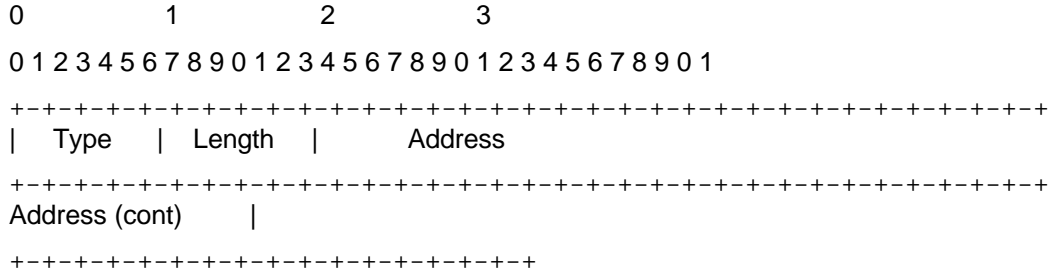 0 1 2 3
0 1 2 3 4 5 6 7 8 9 0 1 2 3 4 5 6 7 8 9 0 1 2 3 4 5 6 7 8 9 0 1
+-+-+-+-+-+-+-+-+-+-+-+-+-+-+-+-+-+-+-+-+-+-+-+-+-+-+-+-+-+-+-+-+
| Type | Length | Address
+-+-+-+-+-+-+-+-+-+-+-+-+-+-+-+-+-+-+-+-+-+-+-+-+-+-+-+-+-+-+-+-+
Address (cont) |
+-+-+-+-+-+-+-+-+-+-+-+-+-+-+-+-+